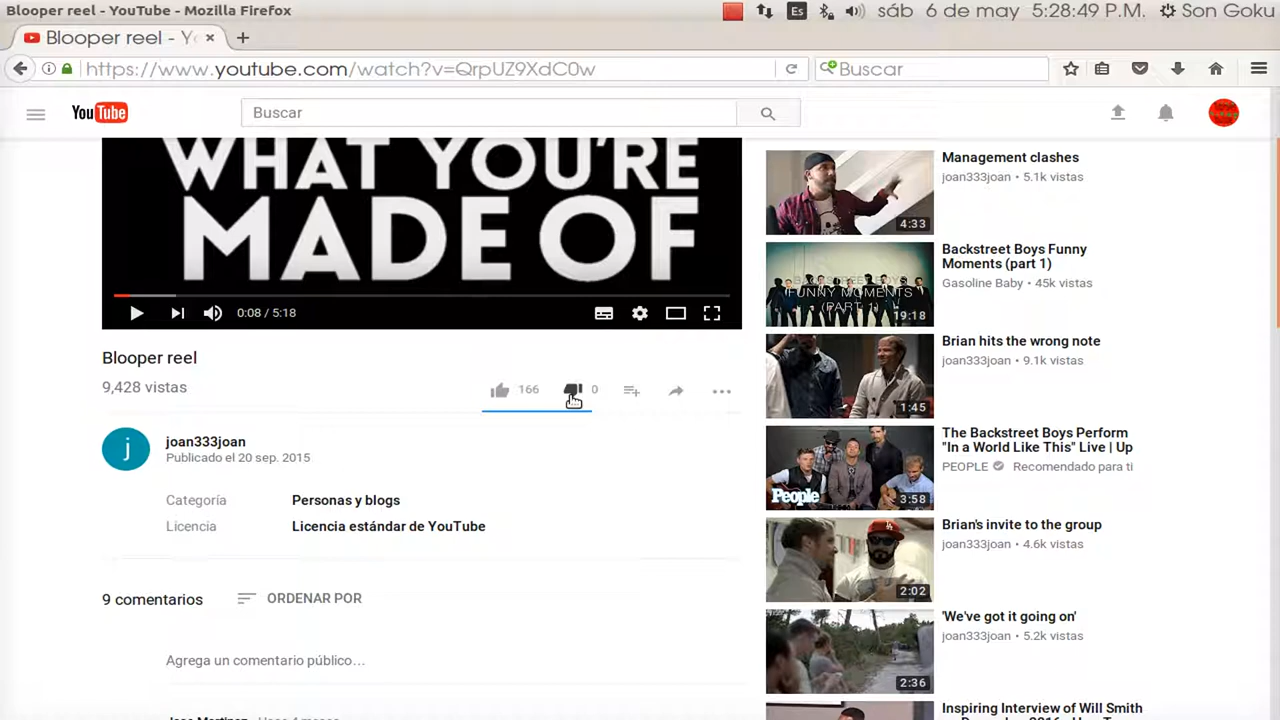 Blooper reel - YouTube - Mozilla Firefox
Es
sáb 6 de may 5:28:49 P.M.
Son Goku
Blooper reel - Y
https://www.youtube.com/watch?v=QrpUZ9XdC0w
Buscar
YouTube
Buscar
WHAT YOU'RE
MADE OF
0:08 / 5:18
Blooper reel
9,428 vistas
166
0
j
joan333joan
Publicado el 20 sep. 2015
Categoría
Personas y blogs
Licencia
Licencia estándar de YouTube
9 comentarios
ORDENAR POR
Agrega un comentario público…
4:33
Management clashes
joan333joan • 5.1k vistas
BACKSTREET BOYS
FUNNY MOMENTS
(PART 1)
19:18
Backstreet Boys Funny
Moments (part 1)
Gasoline Baby • 45k vistas
1:45
Brian hits the wrong note
joan333joan • 9.1k vistas
People
3:58
The Backstreet Boys Perform
"In a World Like This" Live | Up
PEOPLE
Recomendado para ti
2:02
Brian's invite to the group
joan333joan • 4.6k vistas
2:36
'We've got it going on'
joan333joan • 5.2k vistas
Inspiring Interview of Will Smith